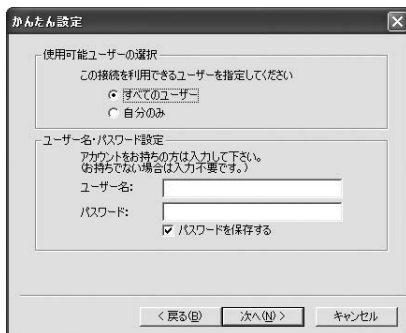 かんたん設定
使用可能ユーザーの選択
この接続を利用できるユーザーを指定してください
すべてのユーザー
自分のみ
ユーザー名・パスワード設定
アカウントをお持ちの方は入力して下さい。
(お持ちでない場合は入力不要です。)
ユーザー名:
パスワード:
パスワードを保存する
< 戻る(B)
次へ(N) >
キャンセル